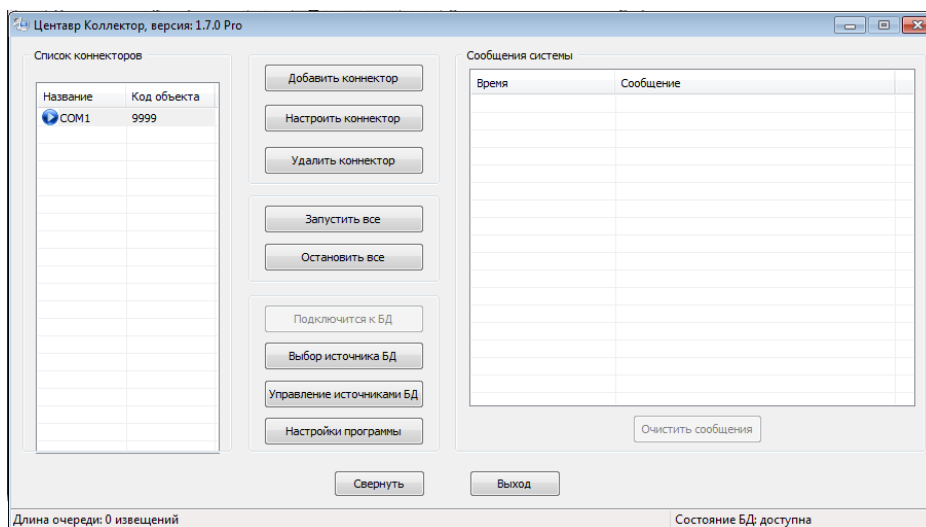 Центавр Коллектор, версия: 1.7.0 Pro
Список коннекторов
Название Код объекта
COM1 9999
Добавить коннектор
Настроить коннектор
Удалить коннектор
Запустить все
Остановить все
Подключится к БД
Выбор источника БД
Управление источниками БД
Настройки программы
Сообщения системы
Время Сообщение
Очистить сообщения
Свернуть Выход
Длина очереди: 0 извещений Состояние БД: доступна